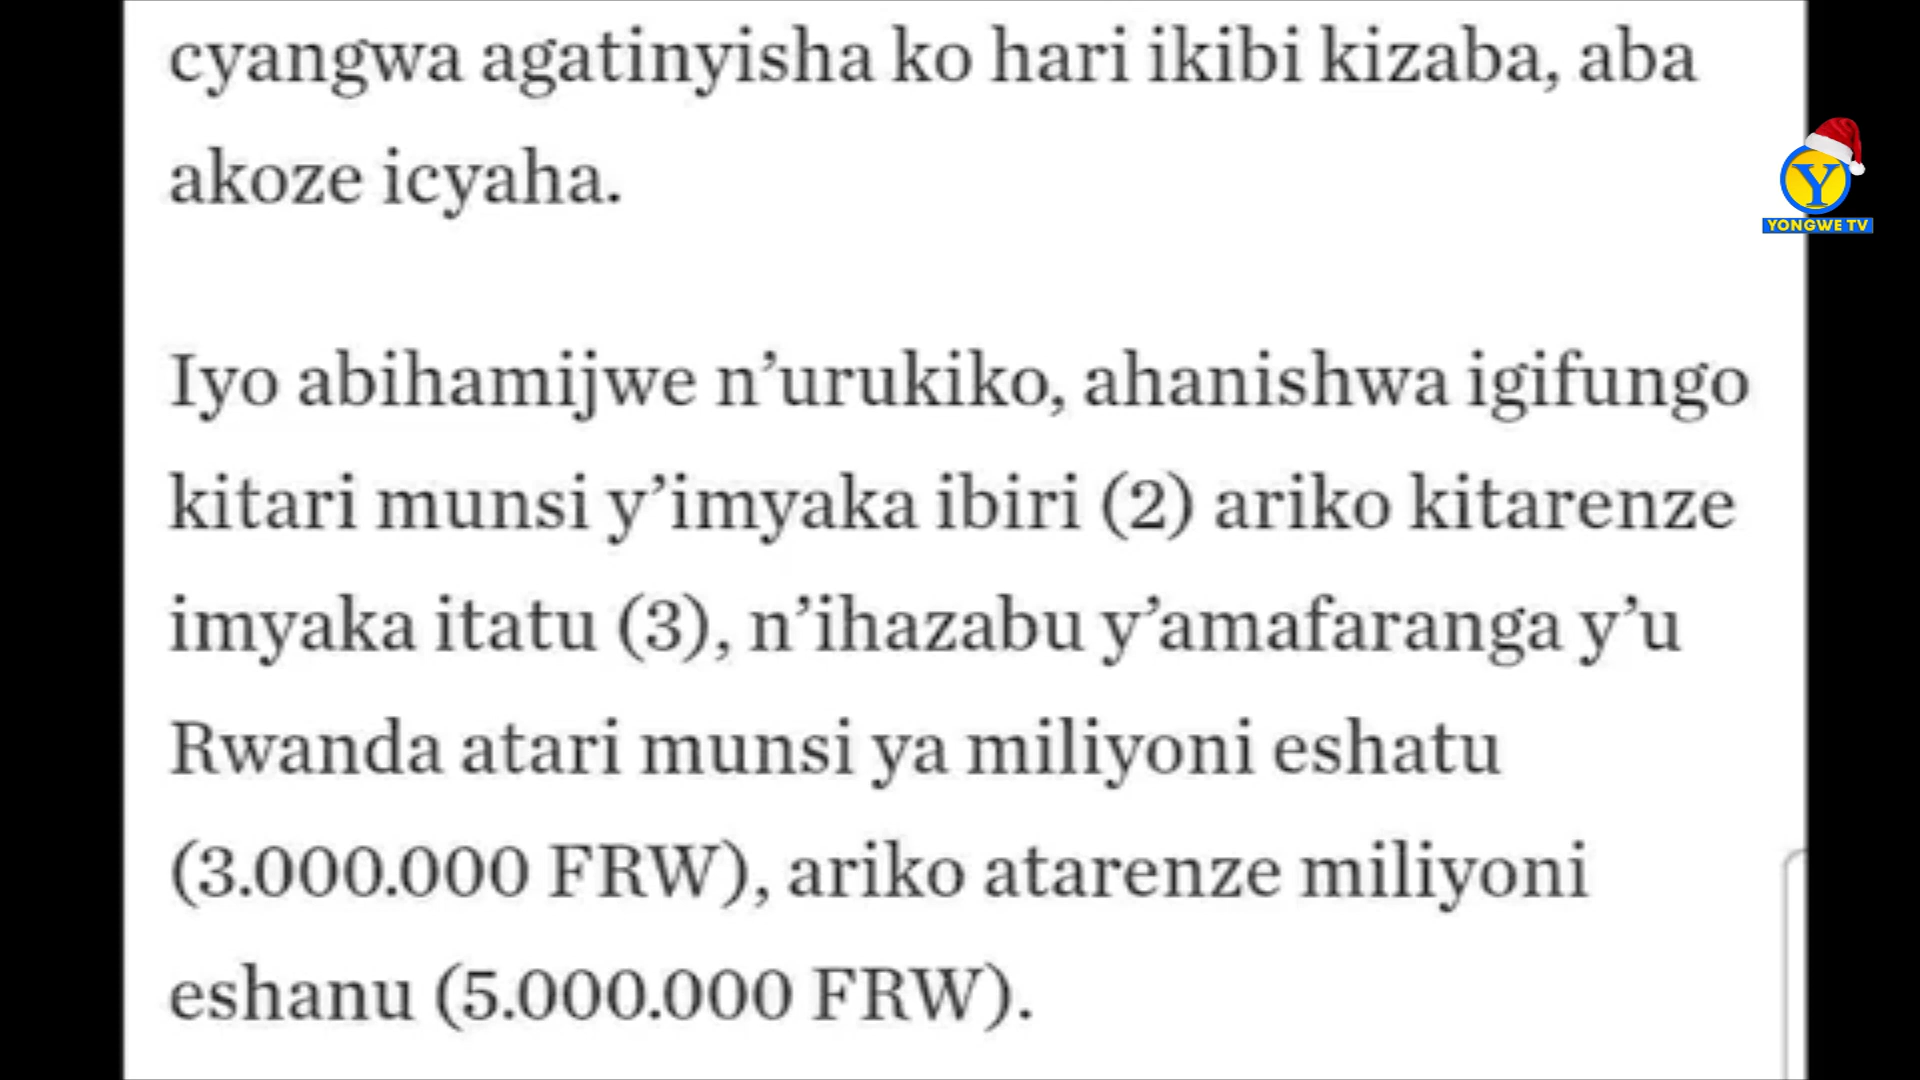 cyangwa agatinyisha ko hari ikibi kizaba, aba
akoze icyaha.
Iyo abihamijwe n’urukiko, ahanishwa igifungo
kitari munsi y’imyaka ibiri (2) ariko kitarenze
imyaka itatu (3), n’ihazabu y’amafaranga y’u
Rwanda atari munsi ya miliyoni eshatu
(3.000.000 FRW), ariko atarenze miliyoni
eshanu (5.000.000 FRW).
Y
YONGWE TV